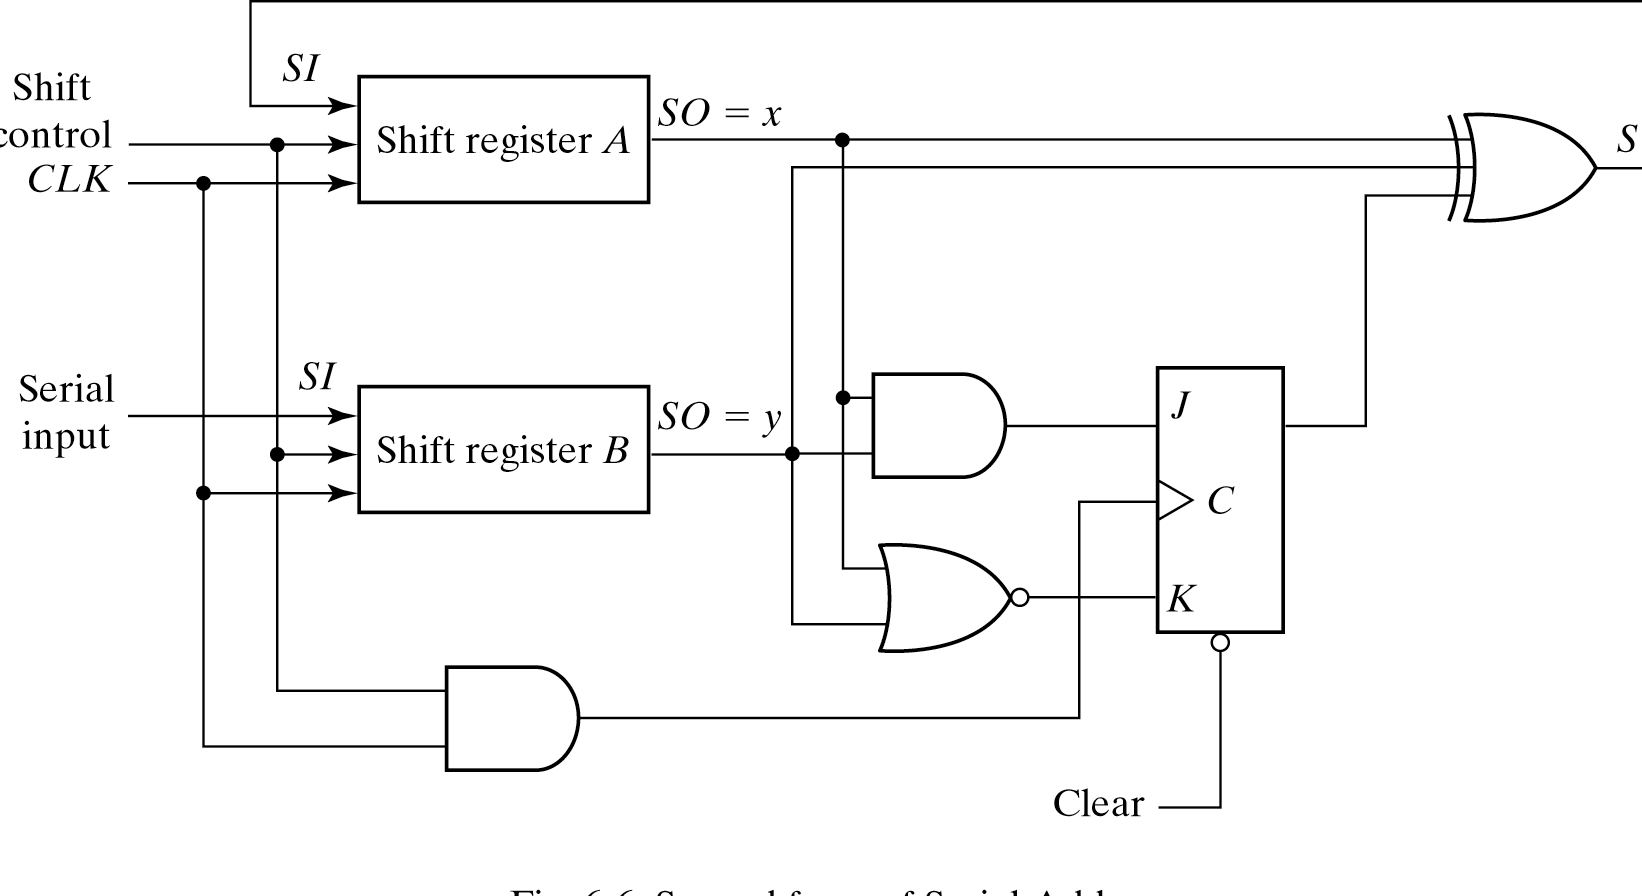 SI
Shift
control
CLK
Shift register A
SO = x
S
Serial
input
SI
Shift register B
SO = y
J
C
K
Clear